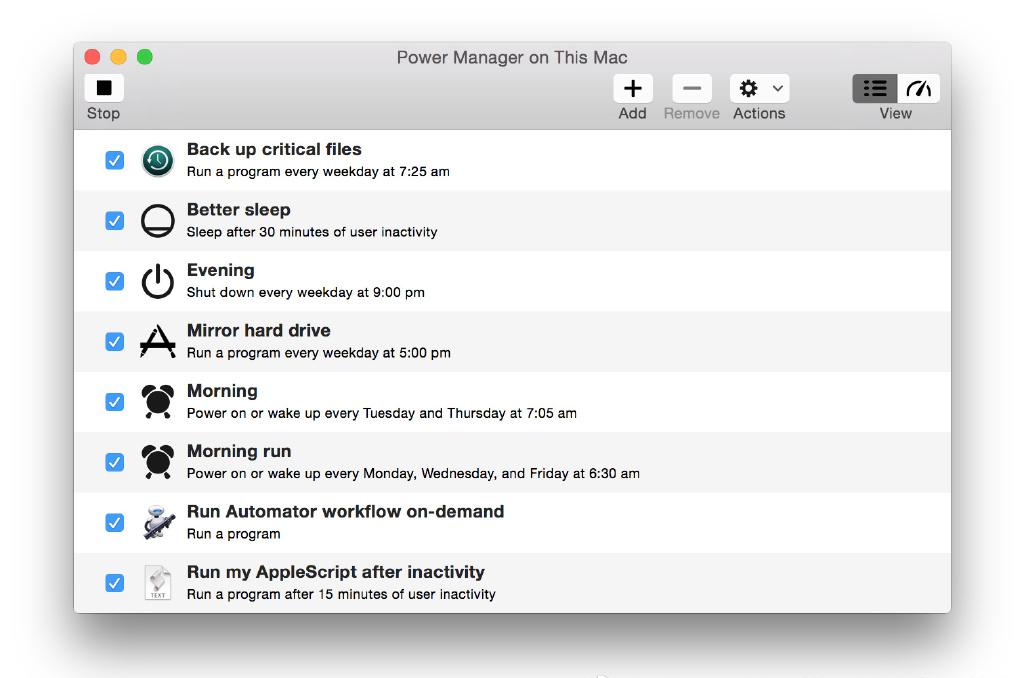 Power Manager on This Mac
Stop
Add
Remove
Actions
View
Back up critical files
Run a program every weekday at 7:25 am
Better sleep
Sleep after 30 minutes of user inactivity
Evening
Shut down every weekday at 9:00 pm
Mirror hard drive
Run a program every weekday at 5:00 pm
Morning
Power on or wake up every Tuesday and Thursday at 7:05 am
Morning run
Power on or wake up every Monday, Wednesday, and Friday at 6:30 am
Run Automator workflow on-demand
Run a program
Run my AppleScript after inactivity
Run a program after 15 minutes of user inactivity
TEXT